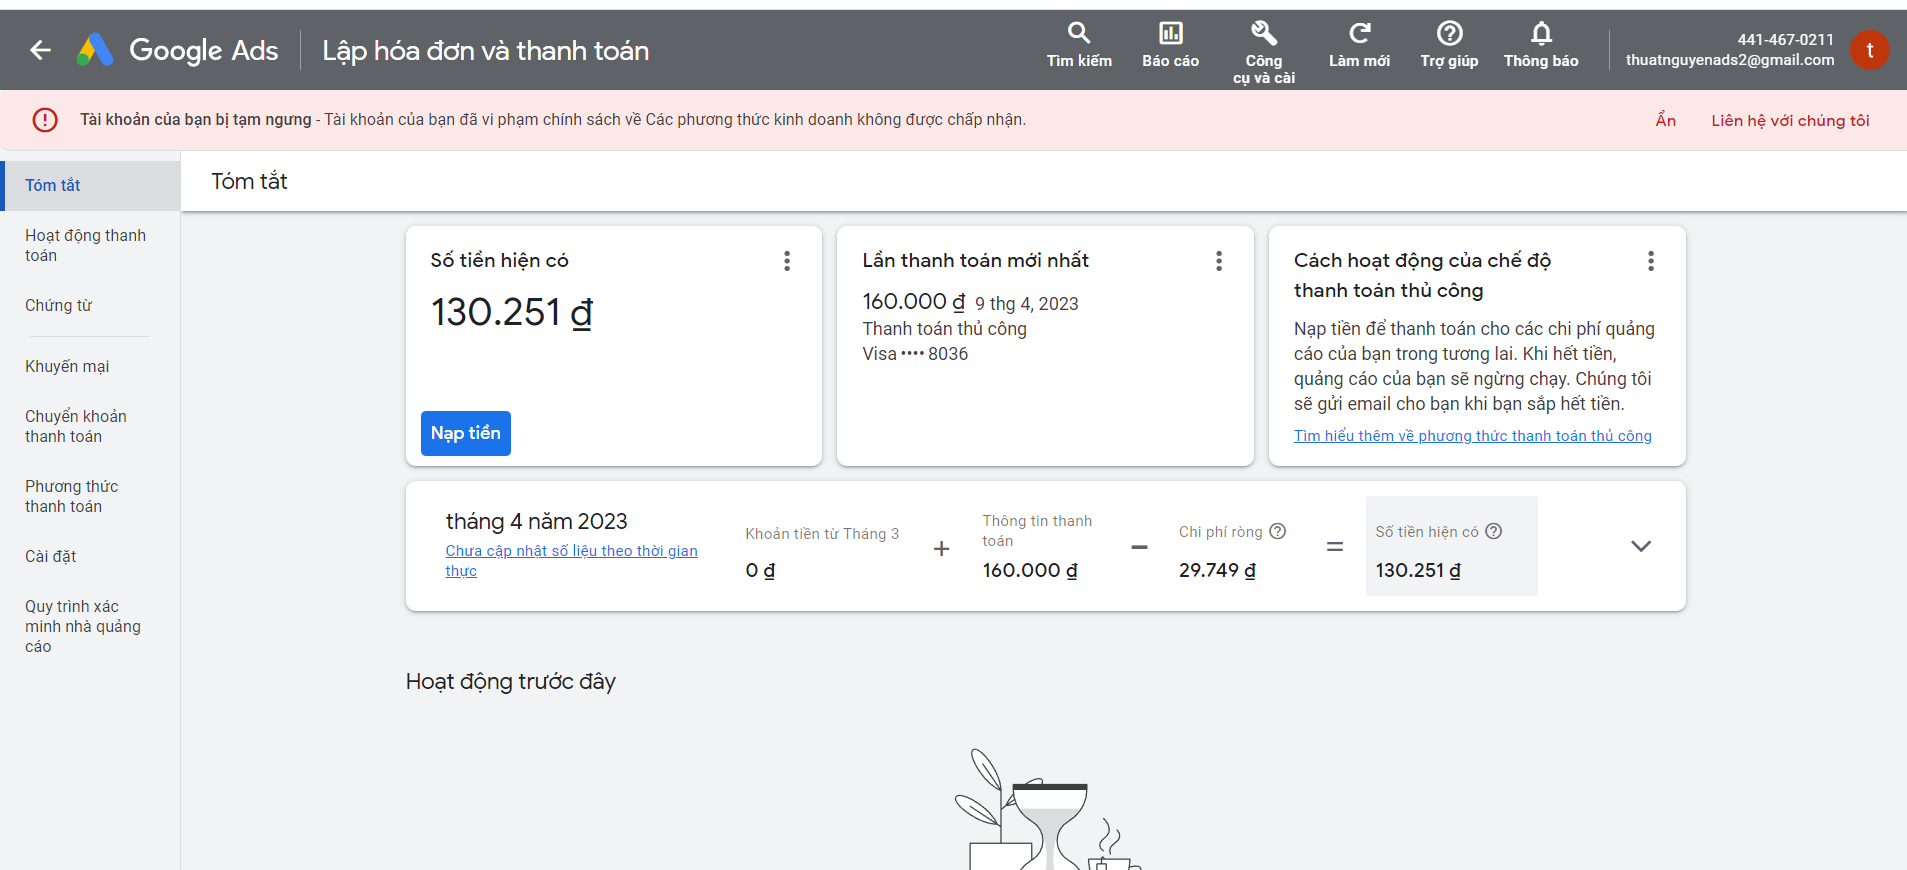 Google Ads
Lập hóa đơn và thanh toán
Tìm kiếm
Báo cáo
Công
cụ và cài
Làm mới
Trợ giúp
Thông báo
441-467-0211
thuatnguyenads2@gmail.com
t
Tài khoản của bạn bị tạm ngưng - Tài khoản của bạn đã vi phạm chính sách về Các phương thức kinh doanh không được chấp nhận.
Ẩn
Liên hệ với chúng tôi
Tóm tắt
Hoạt động thanh
toán
Chứng từ
Khuyến mại
Chuyển khoản
thanh toán
Phương thức
thanh toán
Cài đặt
Quy trình xác
minh nhà quảng
cáo
Tóm tắt
Số tiền hiện có
130.251 ₫
Nạp tiền
Lần thanh toán mới nhất
160.000 ₫ 9 thg 4, 2023
Thanh toán thủ công
Visa •••• 8036
Cách hoạt động của chế độ
thanh toán thủ công
Nạp tiền để thanh toán cho các chi phí quảng
cáo của bạn trong tương lai. Khi hết tiền,
quảng cáo của bạn sẽ ngừng chạy. Chúng tôi
sẽ gửi email cho bạn khi bạn sắp hết tiền.
Tìm hiểu thêm về phương thức thanh toán thủ công
tháng 4 năm 2023
Chưa cập nhật số liệu theo thời gian
thực
Khoản tiền từ Tháng 3
0 ₫
+
Thông tin thanh
toán
160.000 ₫
−
Chi phí ròng
29.749 ₫
=
Số tiền hiện có
130.251 ₫
Hoạt động trước đây